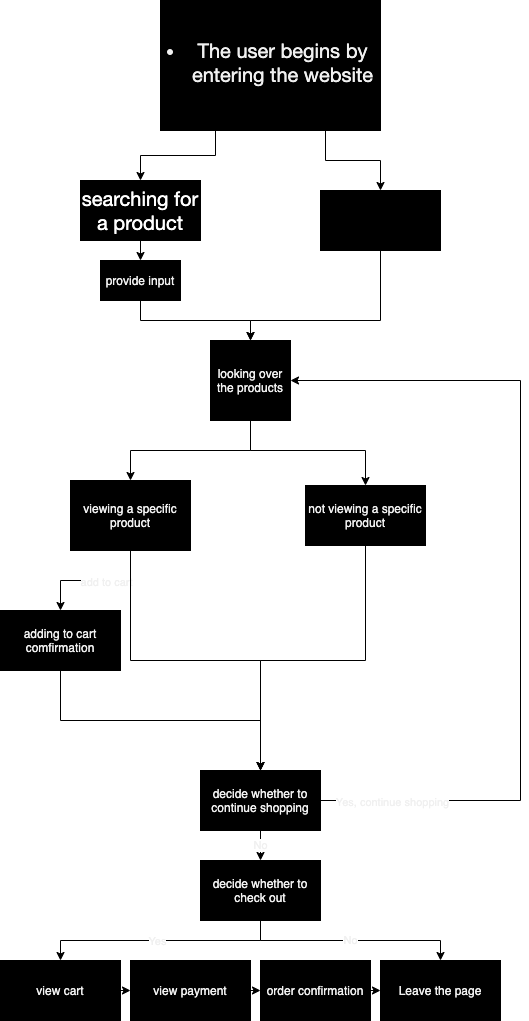 • The user begins by
entering the website
searching for
a product
provide input
looking over
the products
viewing a specific
product
not viewing a specific
product
add to cart
adding to cart
comfirmation
decide whether to
continue shopping
Yes, continue shopping
No
decide whether to
check out
Yes
No
view cart
view payment
order confirmation
Leave the page